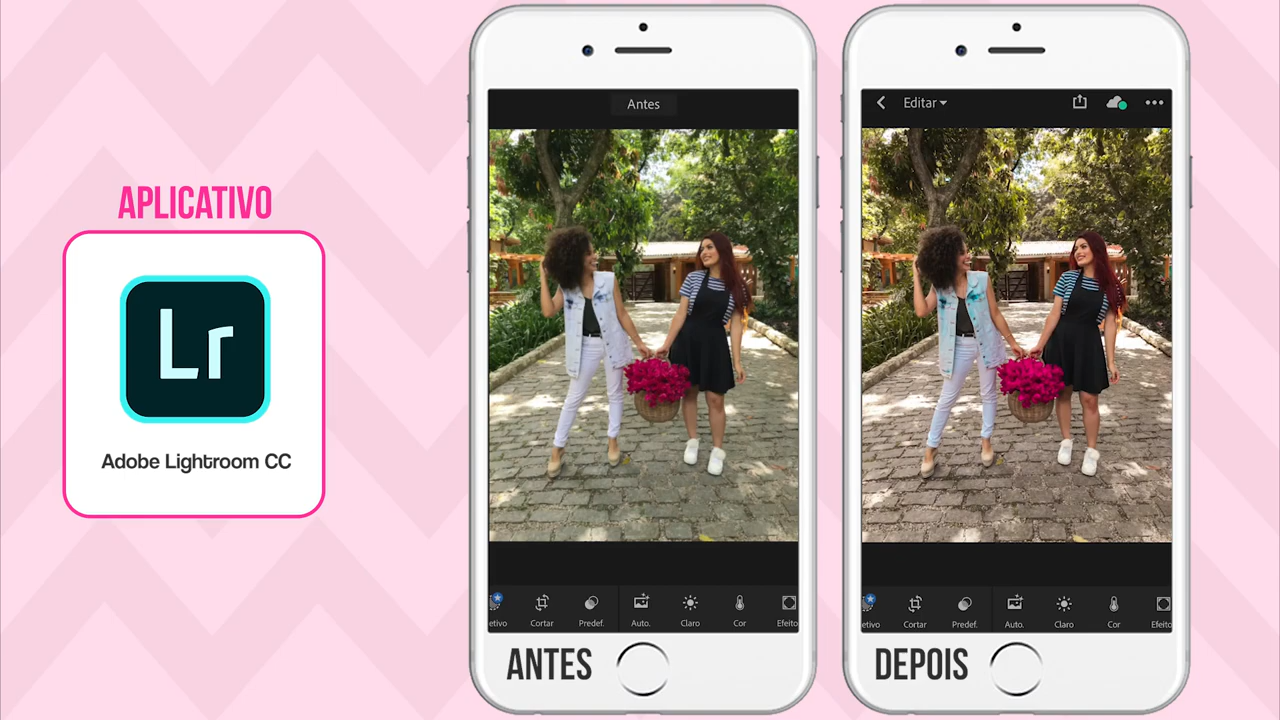 APLICATIVO
Lr
Adobe Lightroom CC
Antes
etivo Cortar Predef. Auto. Claro Cor Efeito
ANTES
Editar
etivo Cortar Predef. Auto. Claro Cor Efeito
DEPOIS